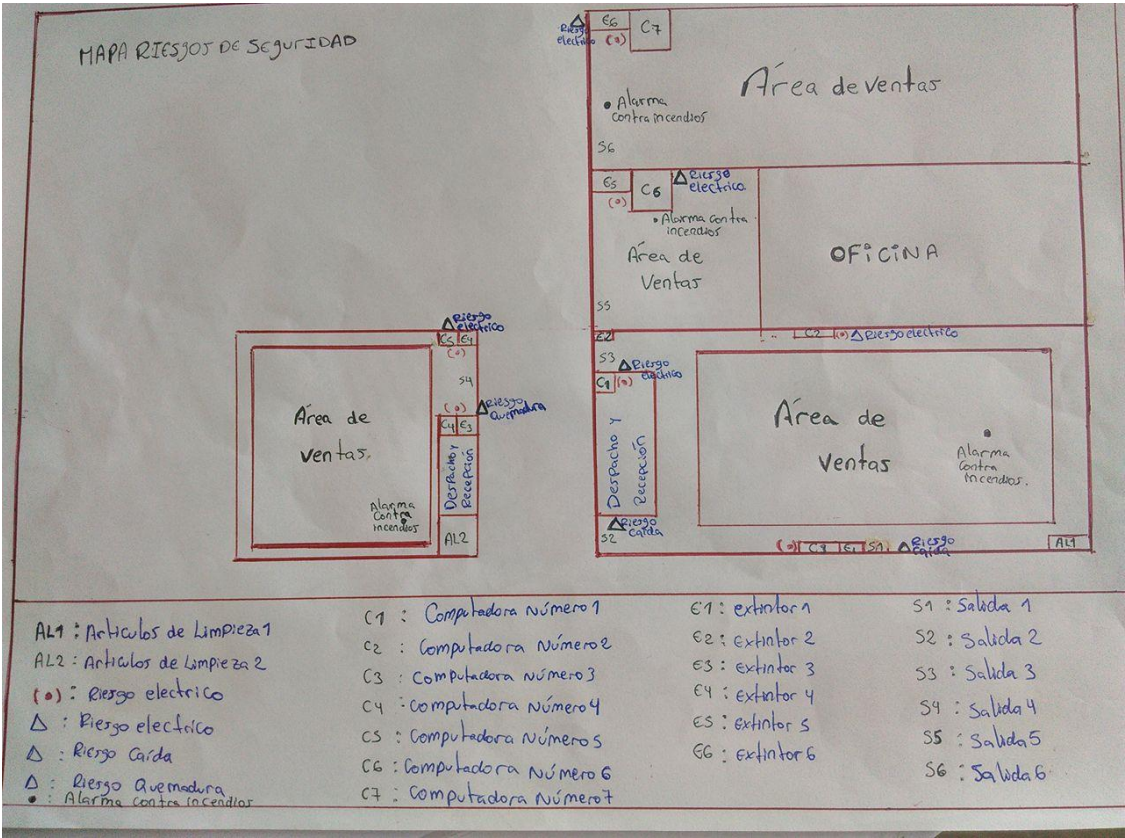 MAPA RIESGOS DE SEGURIDAD
Riesgo
electrico
E6
C7
(•)
Área de ventas
Alarma
contra incendios
S6
E5
C6
Riesgo
electrico
(•)
Alarma contra
incendios
Área de
Ventas
S5
OFICINA
Riesgo
electrico
C5 E4
(•)
S4
(•)
Riesgo
Quemadura
C4 E3
Área de
ventas.
Despacho y
Recepción
Alarma
Contra
incendios
AL2
E2
C2 (•) Riesgo electrico
S3
Riesgo
electrico
C1 (•)
Despacho y
Recepción
Área de
Ventas
Alarma
Contra
incendios.
Riesgo
Caída
S2
(•) C3 E1 S1
Riesgo
Caída
AL1
AL1 : Articulos de Limpieza 1
AL2 : Articulos de Limpieza 2
(•) : Riesgo electrico
Δ : Riesgo electrico
Δ : Riesgo Caída
Δ : Riesgo Quemadura
• : Alarma contra incendios
C1 : Computadora Número 1
C2 : Computadora Número 2
C3 : Computadora Número 3
C4 : Computadora Número 4
C5 : Computadora Número 5
C6 : Computadora Número 6
C7 : Computadora Número 7
E1 : extintor 1
E2 : Extintor 2
E3 : Extintor 3
E4 : Extintor 4
E5 : Extintor 5
E6 : Extintor 6
S1 : Salida 1
S2 : Salida 2
S3 : Salida 3
S4 : Salida 4
S5 : Salida 5
S6 : Salida 6